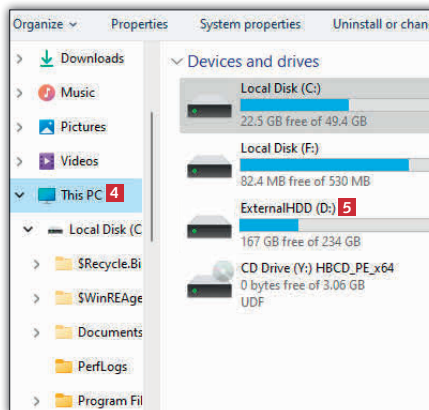 Organize Properties System properties Uninstall or chan
Downloads
Music
Pictures
Videos
This PC 4
Local Disk (C
$Recycle.Bi
$WinREAge
Documents
PerfLogs
Program Fil
Devices and drives
Local Disk (C:)
22.5 GB free of 49.4 GB
Local Disk (F:)
82.4 MB free of 530 MB
ExternalHDD (D:) 5
167 GB free of 234 GB
CD Drive (Y:) HBCD_PE_x64
0 bytes free of 3.06 GB
UDF